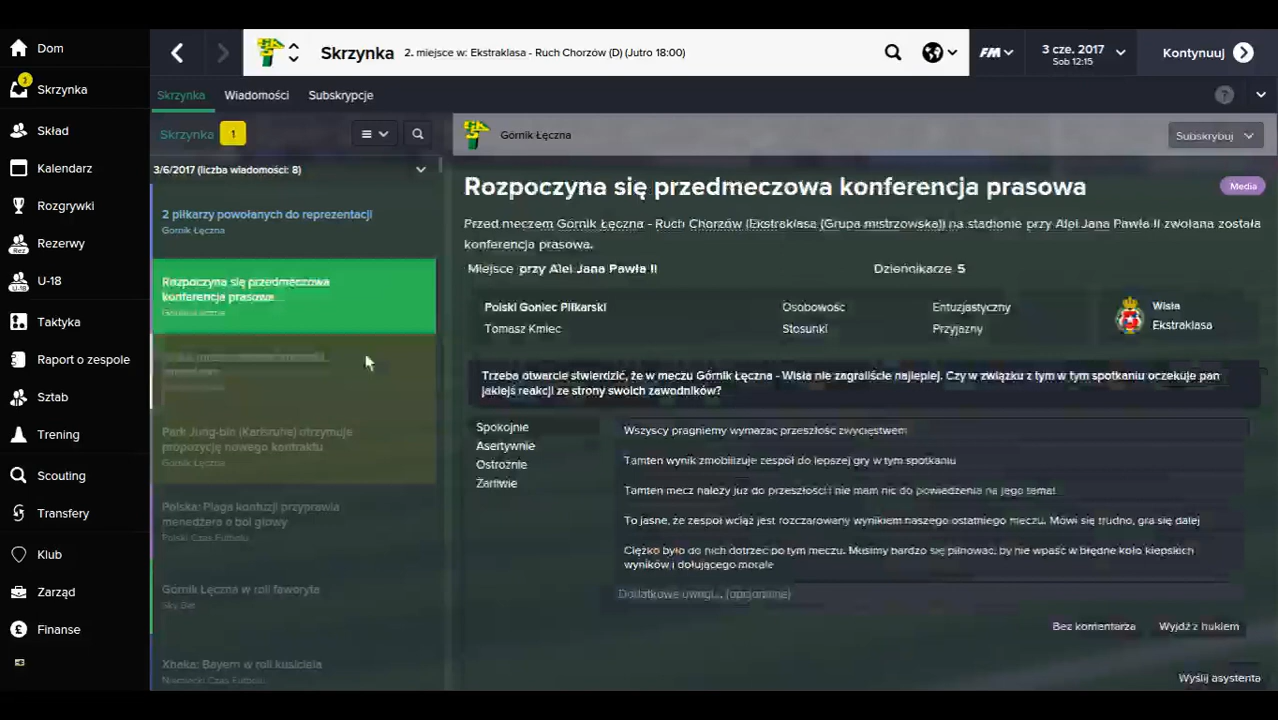 Dom
3
Skrzynka
Skład
Kalendarz
Rozgrywki
Rezerwy
U-18
Taktyka
Raport o zespole
Sztab
Trening
Scouting
Transfery
Klub
Zarząd
Finanse
Skrzynka
2. miejsce w: Ekstraklasa - Ruch Chorzów (D) (Jutro 18:00)
FM
3 cze. 2017
Sob 12:15
Kontynuuj
Skrzynka Wiadomości Subskrypcje
Skrzynka 1
3/6/2017 (liczba wiadomości: 8)
2 piłkarzy powołanych do reprezentacji
Górnik Łęczna
Rozpoczyna się przedmeczowa
konferencja prasowa
Górnik Łęczna
Park Jung-bin (Karlsruhe) otrzymuje
propozycję nowego kontraktu
Górnik Łęczna
Polska: Plaga kontuzji przyprawia
menedżera o ból głowy
Polski Czas Futbolu
Górnik Łęczna w roli faworyta
Sky Bet
Xhaka: Bayern w roli kusiciela
Niemiecki Czas Futbolu
Górnik Łęczna
Subskrybuj
Rozpoczyna się przedmeczowa konferencja prasowa
Media
Przed meczem Górnik Łęczna - Ruch Chorzów (Ekstraklasa (Grupa mistrzowska)) na stadionie przy Alei Jana Pawła II zwołana została
konferencja prasowa.
Miejsce przy Alei Jana Pawła II
Dziennikarze 5
Polski Goniec Piłkarski
Tomasz Kmiec
Osobowość Entuzjastyczny
Stosunki Przyjazny
Wisła
Ekstraklasa
Trzeba otwarcie stwierdzić, że w meczu Górnik Łęczna - Wisła nie zagraliście najlepiej. Czy w związku z tym w tym spotkaniu oczekuje pan
jakiejś reakcji ze strony swoich zawodników?
Spokojnie
Asertywnie
Ostrożnie
Żarliwie
Wszyscy pragniemy wymazać przeszłość zwycięstwem
Tamten wynik zmobilizuje zespół do lepszej gry w tym spotkaniu
Tamten mecz należy już do przeszłości i nie mam nic do powiedzenia na jego temat
To jasne, że zespół wciąż jest rozczarowany wynikiem naszego ostatniego meczu. Mówi się trudno, gra się dalej
Ciężko było do nich dotrzeć po tym meczu. Musimy bardzo się pilnować, by nie wpaść w błędne koło kiepskich
wyników i dołującego morale
Dodatkowe uwagi... (opcjonalnie)
Bez komentarza Wyjdź z hukiem
Wyślij asystenta